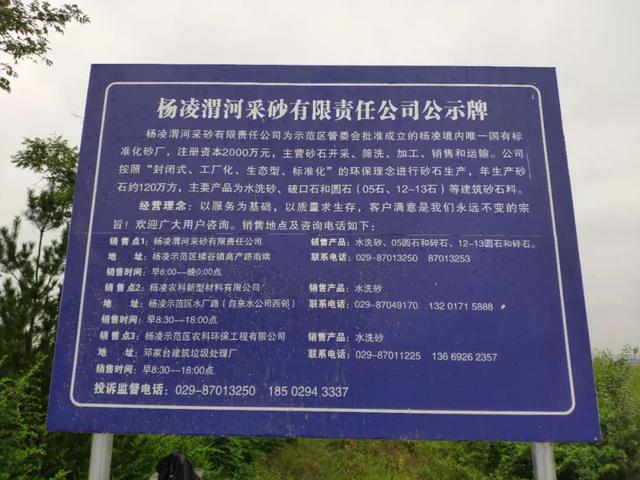 杨凌渭河采砂有限责任公司公示牌
杨凌渭河采砂有限责任公司为示范区管委会批准成立的杨凌境内唯一国有标
准化砂厂，注册资本2000万元，主营砂石开采、筛洗、加工、销售和运输。公司
按照"封闭式、工厂化、生态型、标准化"的环保理念进行砂石生产，年生产砂
石约120万方，主要产品为水洗砂、破口石和圆石（05石、12-13石）等建筑砂石料。
经营理念：以服务为基础，以质量求生存，客户满意是我们永远不变的宗
旨！欢迎广大用户咨询。销售地点及咨询电话如下：
销售点1：杨凌渭河采砂有限责任公司 销售产品：水洗砂、05圆石和碎石、12-13圆石和碎石。
地 址：杨凌示范区揉谷镇高产路南端 联系电话：029-87013250 87013253
销售时间：早8:00--晚0:00点
销售点2：杨凌农科新型材料有限公司 销售产品：水洗砂
地 址：杨凌示范区水厂路（自来水公司西邻） 联系电话：029-87049170 132 0171 5888
销售时间：早8:30--18:00点
销售点3：杨凌示范区农科环保工程有限公司 销售产品：水洗砂
地 址：邓家台建筑垃圾处理厂 联系电话：029-87011225 136 6926 2357
销售时间：早8:30--18:00点
投诉监督电话：029-87013250 185 0294 3337